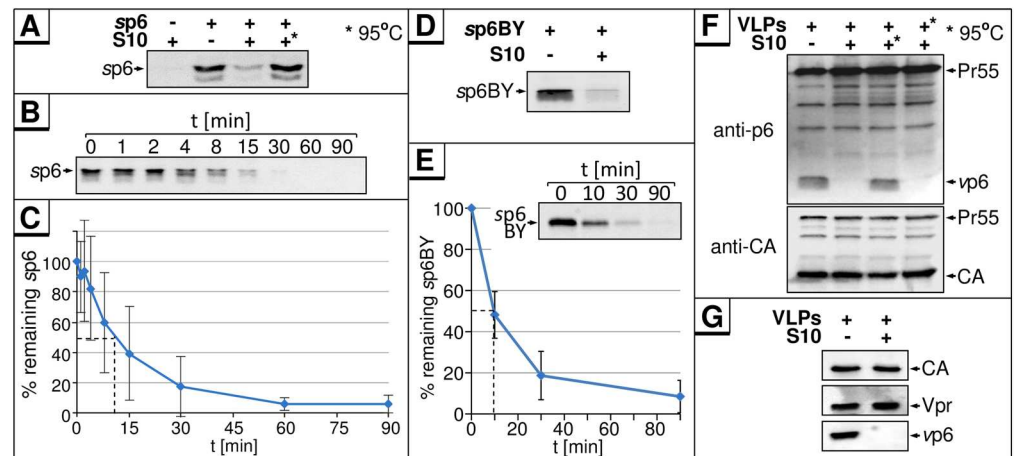 A
sp6 - + + +
S10 + - + +*
* 95°C
sp6
B
t [min]
0 1 2 4 8 15 30 60 90
sp6
C
% remaining sp6
100
80
60
40
20
0
0 15 30 45 60 75 90
t [min]
D
sp6BY + +
S10 - +
sp6BY
E
t [min]
0 10 30 90
sp6
BY
% remaining sp6BY
100
80
60
40
20
0
0 20 40 60 80
t [min]
F
VLPs + + + +*
S10 - + +* +
* 95°C
anti-p6
Pr55
vp6
anti-CA
Pr55
CA
G
VLPs + +
S10 - +
CA
Vpr
vp6